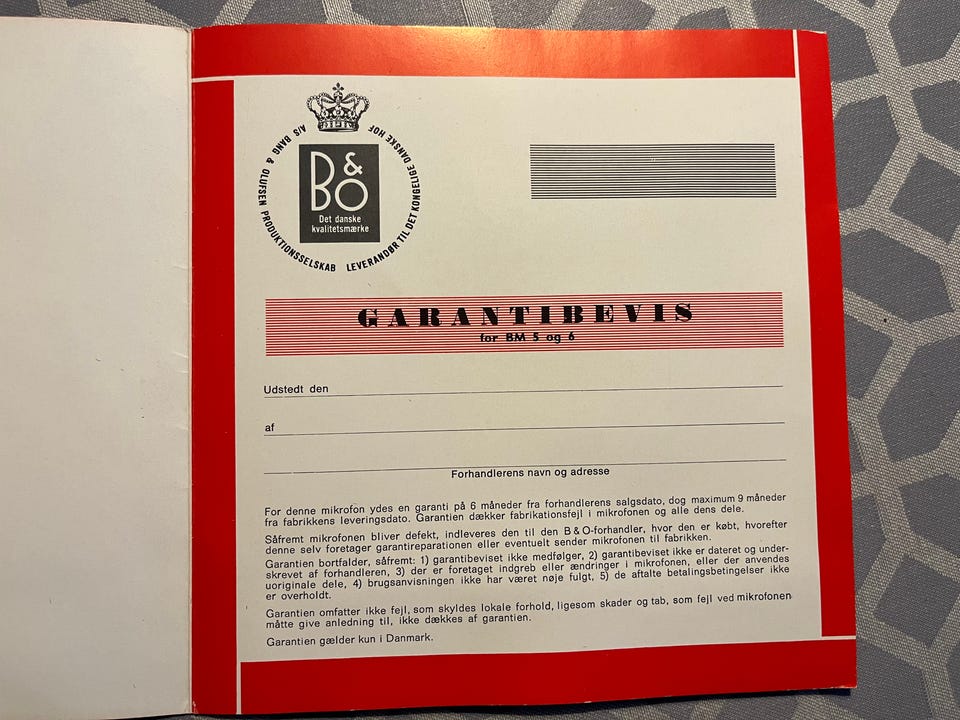 A/S BANG & OLUFSEN PRODUKTIONSSELSKAB LEVERANDØR TIL DET KONGELIGE DANSKE HOF
B&O
Det danske
kvalitetsmærke
GARANTIBEVIS
for BM 5 og 6
Udstedt den
af
Forhandlerens navn og adresse
For denne mikrofon ydes en garanti på 6 måneder fra forhandlerens salgsdato, dog maximum 9 måneder
fra fabrikkens leveringsdato. Garantien dækker fabrikationsfejl i mikrofonen og alle dens dele.
Såfremt mikrofonen bliver defekt, indleveres den til den B&O-forhandler, hvor den er købt, hvorefter
denne selv foretager garantireparationen eller eventuelt sender mikrofonen til fabrikken.
Garantien bortfalder, såfremt: 1) garantibeviset ikke medfølger, 2) garantibeviset ikke er dateret og under-
skrevet af forhandleren, 3) der er foretaget indgreb eller ændringer i mikrofonen, eller der anvendes
uoriginale dele, 4) brugsanvisningen ikke har været nøje fulgt, 5) de aftalte betalingsbetingelser ikke
er overholdt.
Garantien omfatter ikke fejl, som skyldes lokale forhold, ligesom skader og tab, som fejl ved mikrofonen
måtte give anledning til, ikke dækkes af garantien.
Garantien gælder kun i Danmark.